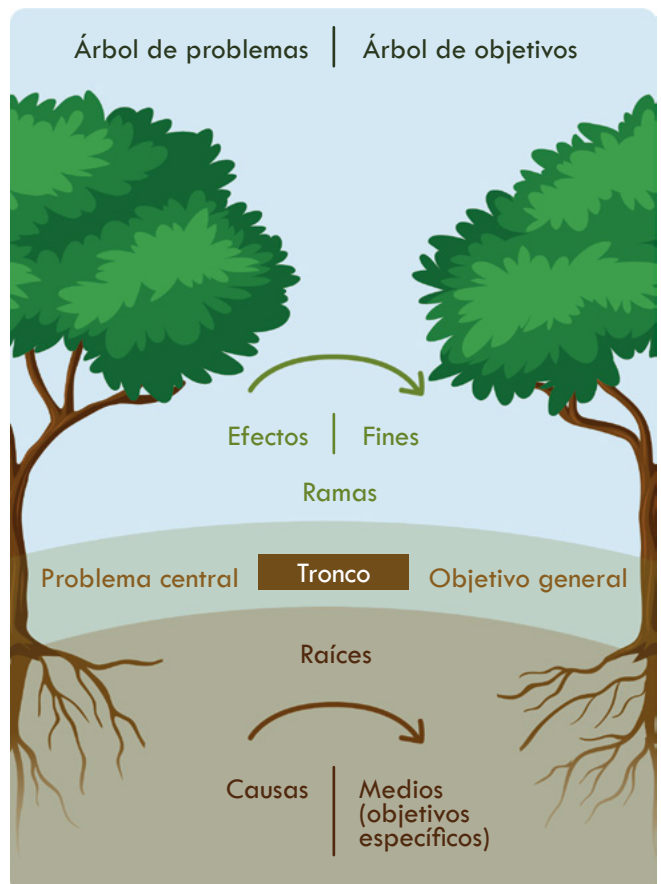 Árbol de problemas
Árbol de objetivos
Efectos
Fines
Ramas
Problema central
Tronco
Objetivo general
Raíces
Causas
Medios
(objetivos
específicos)